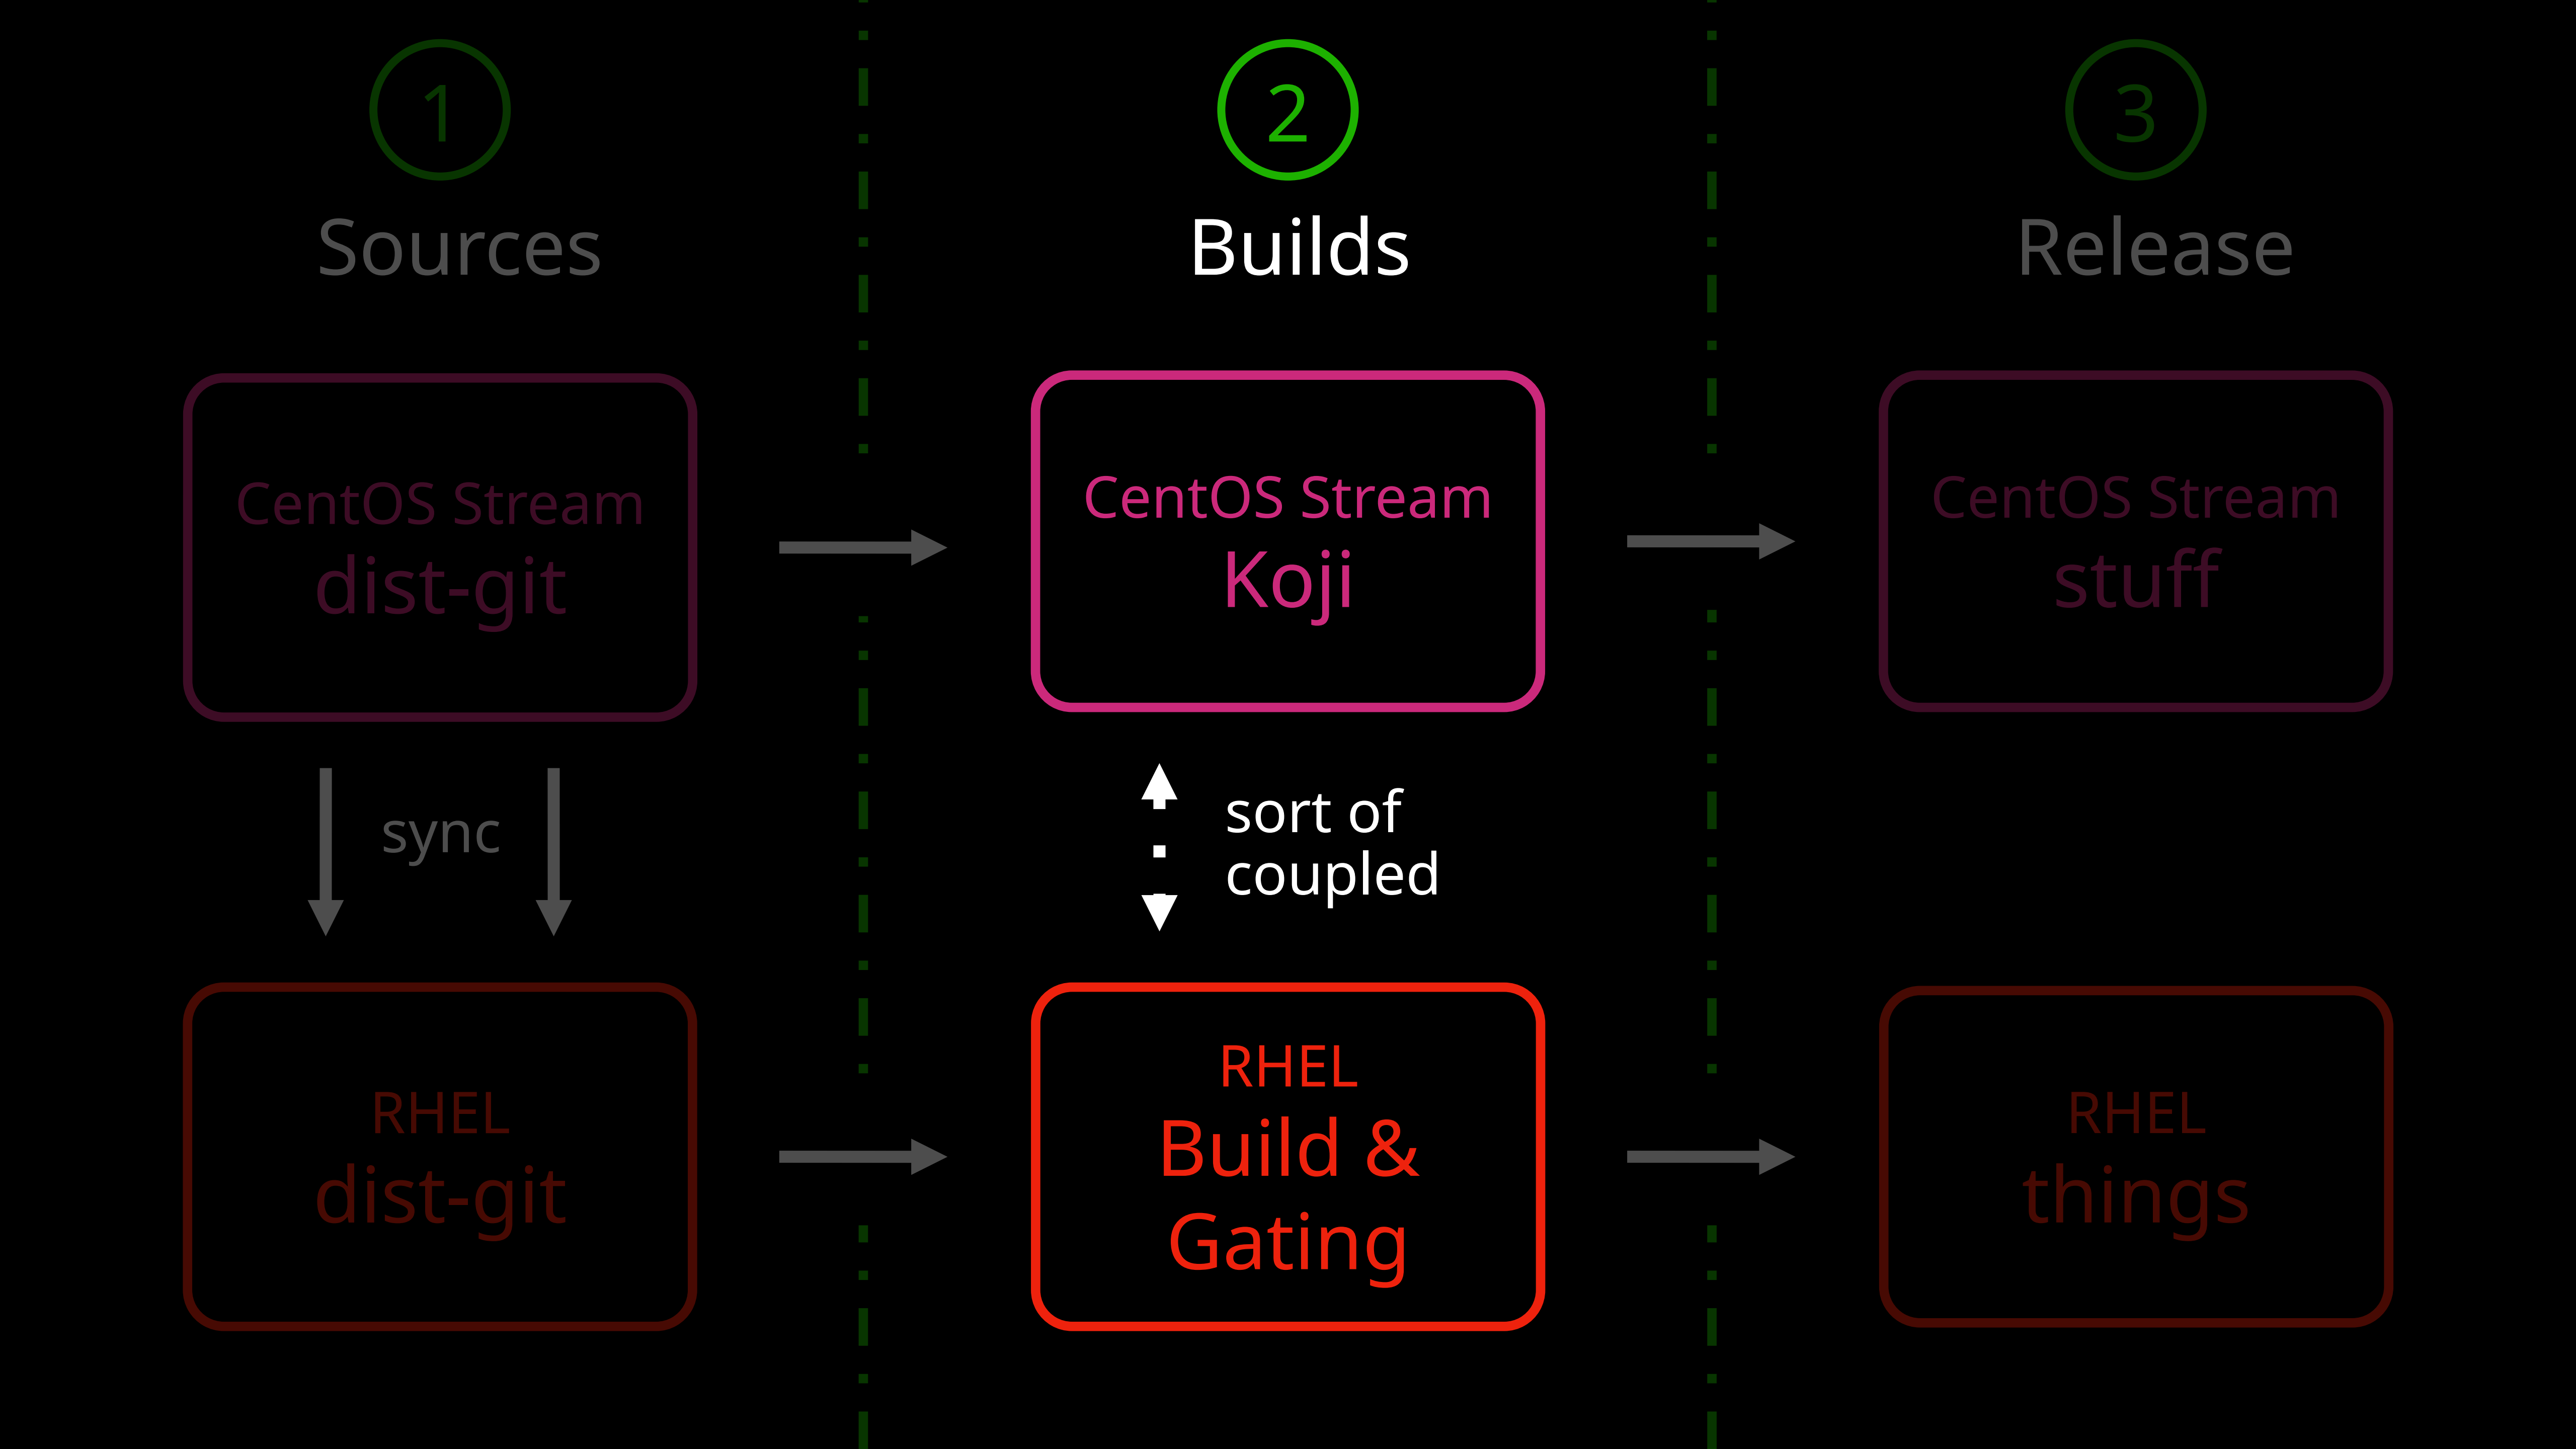 1
Sources
CentOS Stream
dist-git
sync
RHEL
dist-git
2
Builds
CentOS Stream
Koji
sort of
coupled
RHEL
Build &
Gating
3
Release
CentOS Stream
stuff
RHEL
things